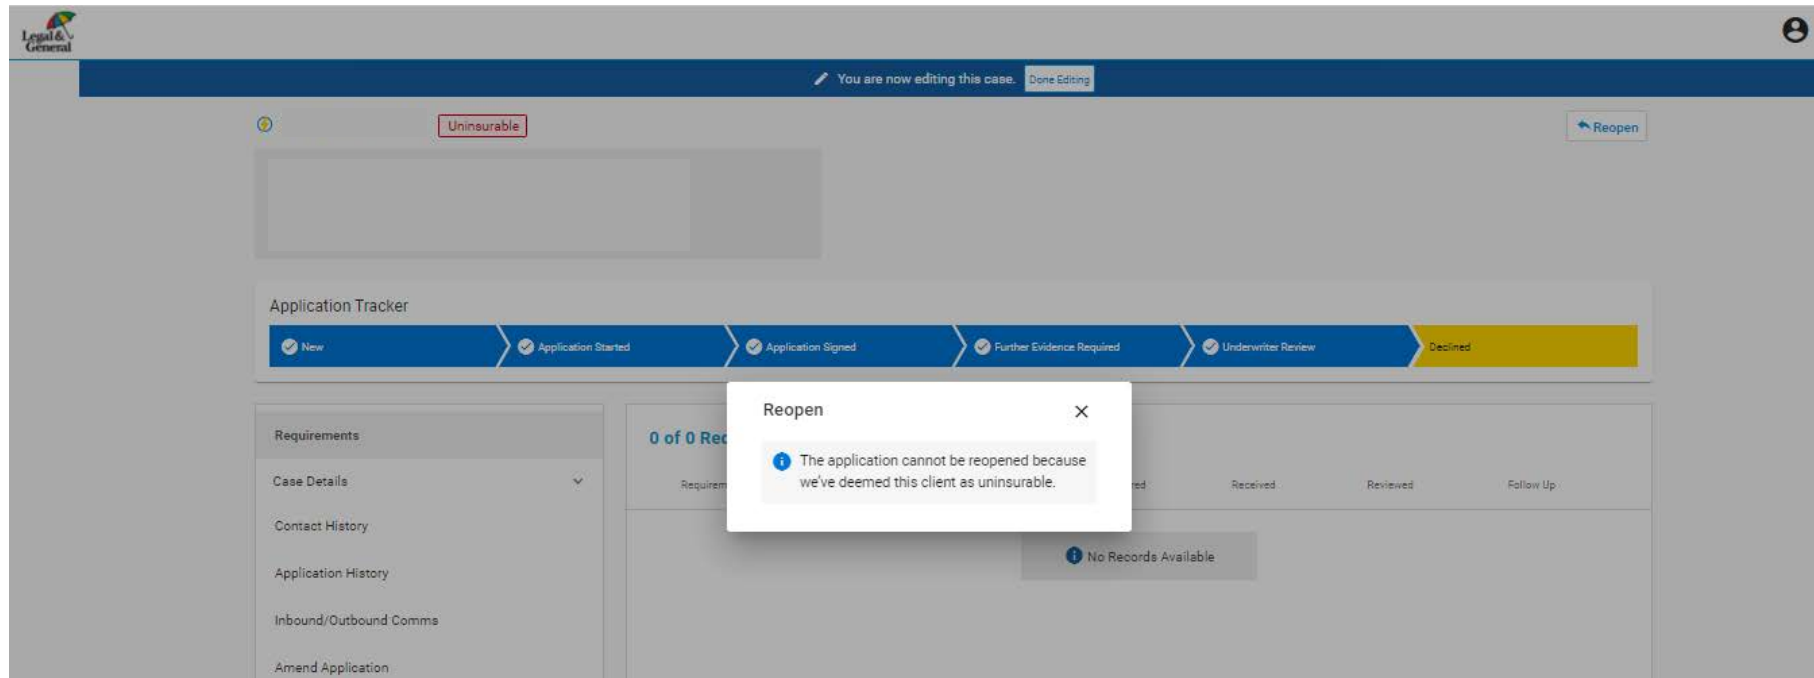 Legal &
General
You are now editing this case. Done Editing
Uninsurable
Reopen
Application Tracker
New
Application Started
Application Signed
Further Evidence Required
Underwriter Review
Declined
Reopen
Requirements
0 of 0 Rec
The application cannot be reopened because
we've deemed this client as uninsurable.
Case Details
Requirem
red
Received
Reviewed
Follow Up
Contact History
No Records Available
Application History
Inbound/Outbound Comms
Amend Application